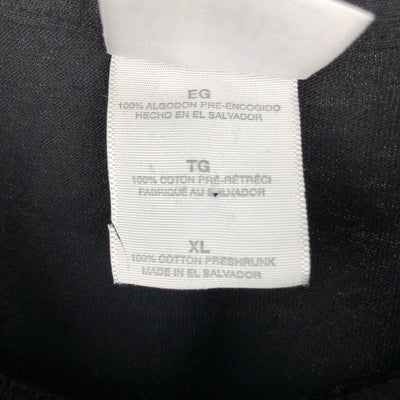 EG
100% ALGODON PRE-ENCOGIDO
HECHO EN EL SALVADOR
TG
100% COTON PRÉ-RÉTRÉCI
FABRIQUÉ AU SALVADOR
XL
100% COTTON PRESHRUNK
MADE IN EL SALVADOR